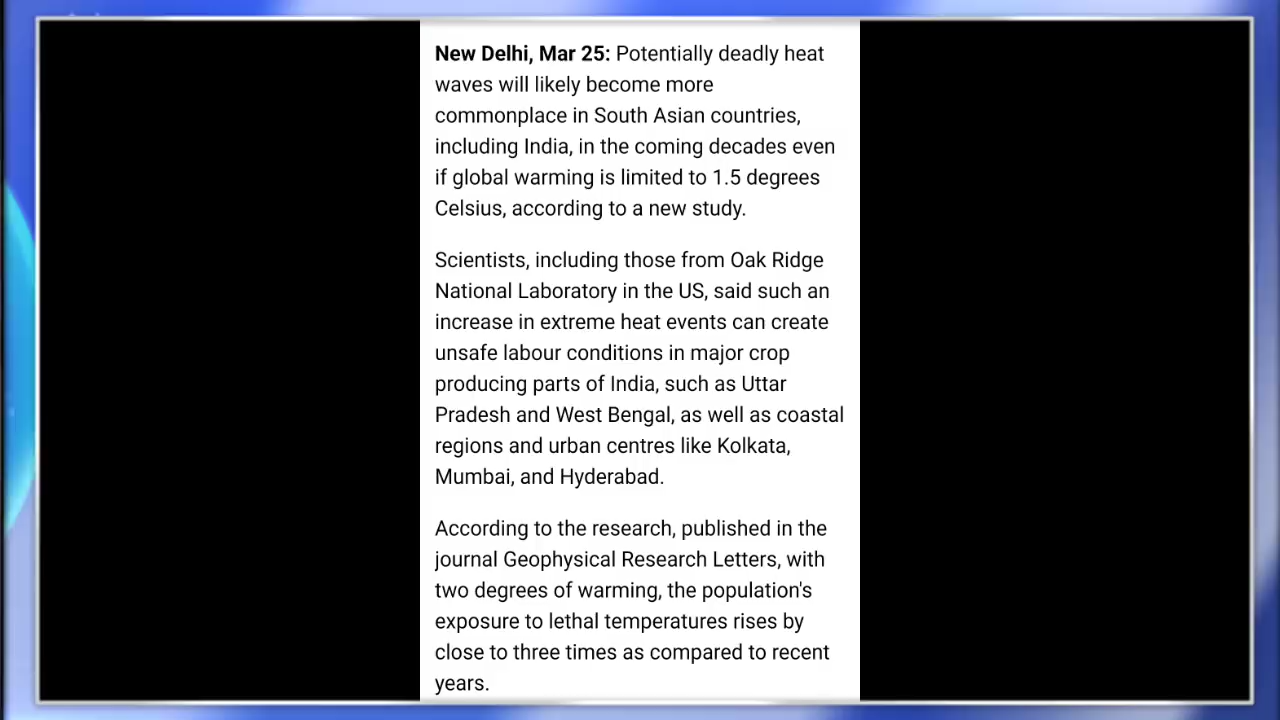 New Delhi, Mar 25: Potentially deadly heat
waves will likely become more
commonplace in South Asian countries,
including India, in the coming decades even
if global warming is limited to 1.5 degrees
Celsius, according to a new study.
Scientists, including those from Oak Ridge
National Laboratory in the US, said such an
increase in extreme heat events can create
unsafe labour conditions in major crop
producing parts of India, such as Uttar
Pradesh and West Bengal, as well as coastal
regions and urban centres like Kolkata,
Mumbai, and Hyderabad.
According to the research, published in the
journal Geophysical Research Letters, with
two degrees of warming, the population's
exposure to lethal temperatures rises by
close to three times as compared to recent
years.